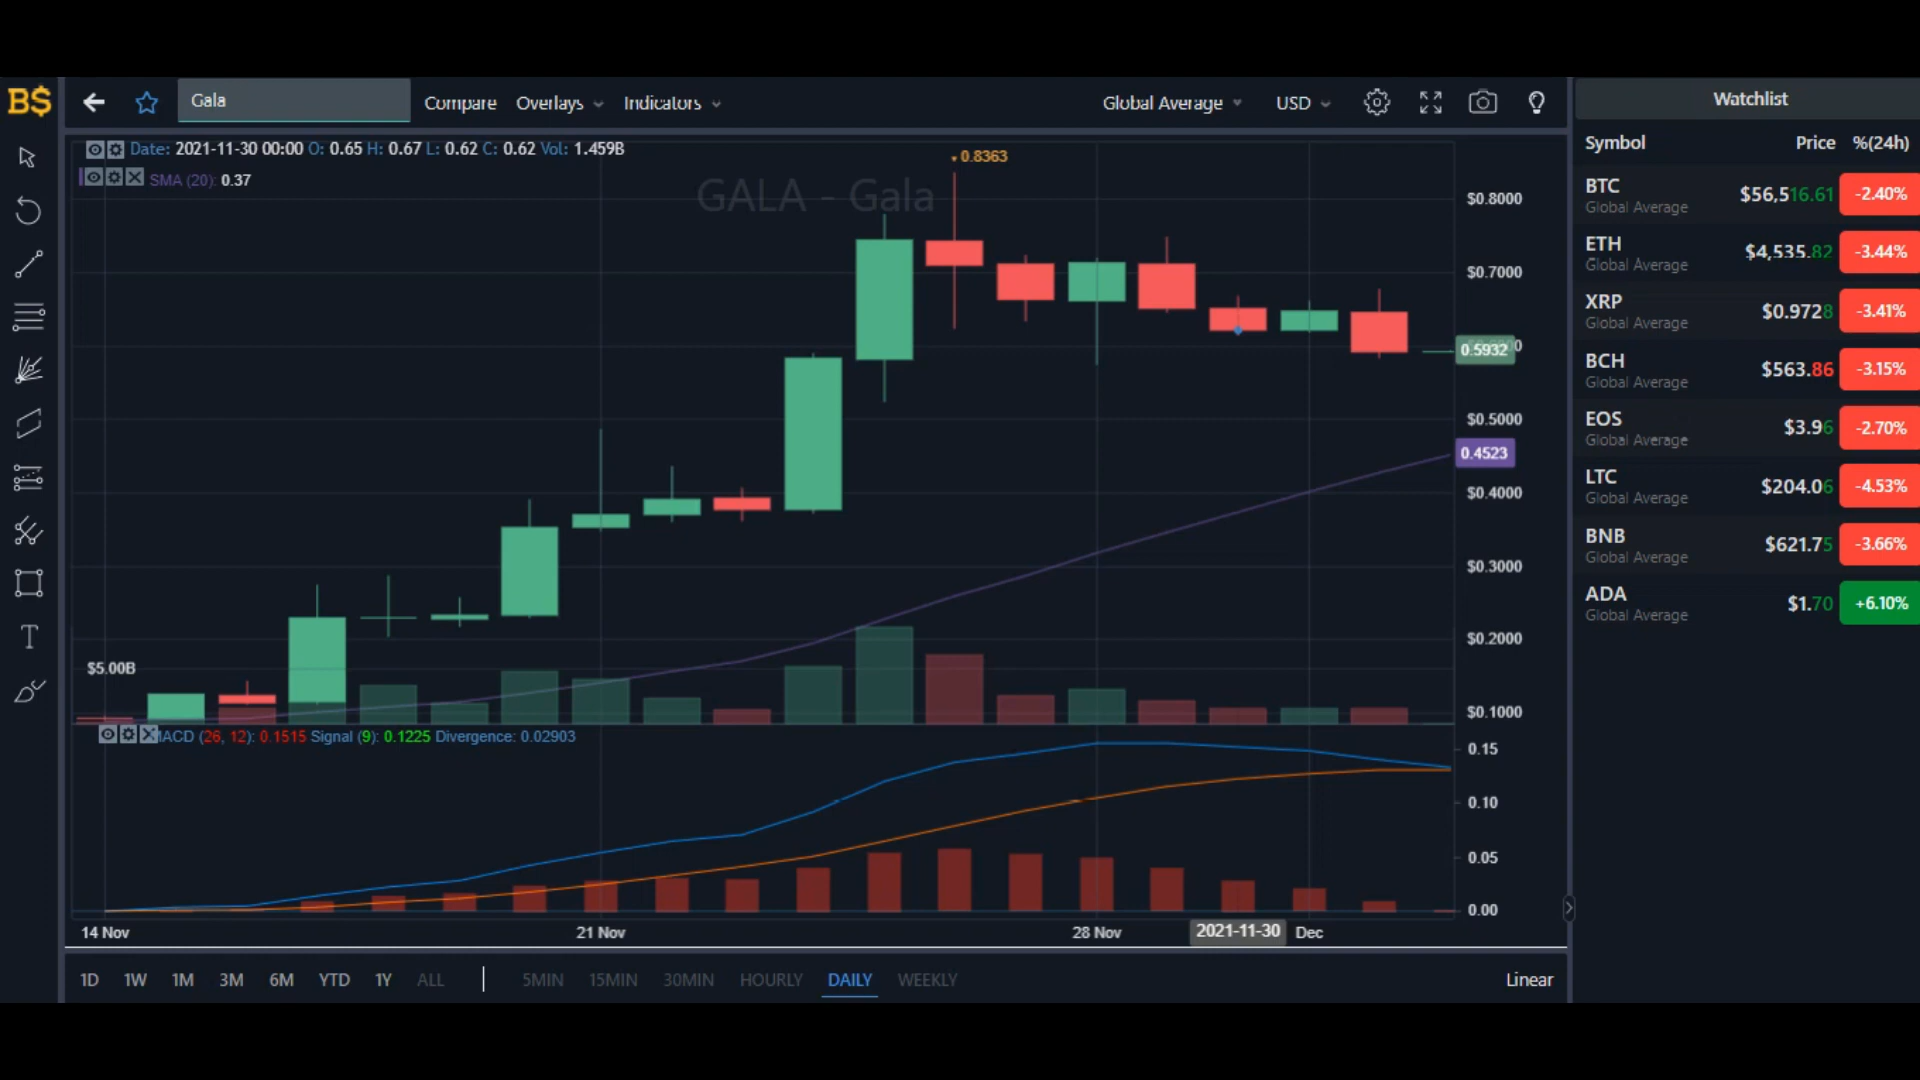 B$
Gala
Compare Overlays Indicators
Global Average USD
Date: 2021-11-30 00:00 O: 0.65 H: 0.67 L: 0.62 C: 0.62 Vol: 1.459B
SMA (20): 0.37
GALA - Gala
0.8363
$0.8000
$0.7000
0.5932
$0.5000
0.4523
$0.4000
$0.3000
$0.2000
$5.00B
$0.1000
MACD (26, 12): 0.1515 Signal (9): 0.1225 Divergence: 0.02903
0.15
0.10
0.05
0.00
14 Nov 21 Nov 28 Nov 2021-11-30 Dec
1D 1W 1M 3M 6M YTD 1Y ALL 5MIN 15MIN 30MIN HOURLY DAILY WEEKLY Linear
Watchlist
Symbol Price %(24h)
BTC $56,516.61 -2.40%
Global Average
ETH $4,535.82 -3.44%
Global Average
XRP $0.9728 -3.41%
Global Average
BCH $563.86 -3.15%
Global Average
EOS $3.96 -2.70%
Global Average
LTC $204.06 -4.53%
Global Average
BNB $621.75 -3.66%
Global Average
ADA $1.70 +6.10%
Global Average
T